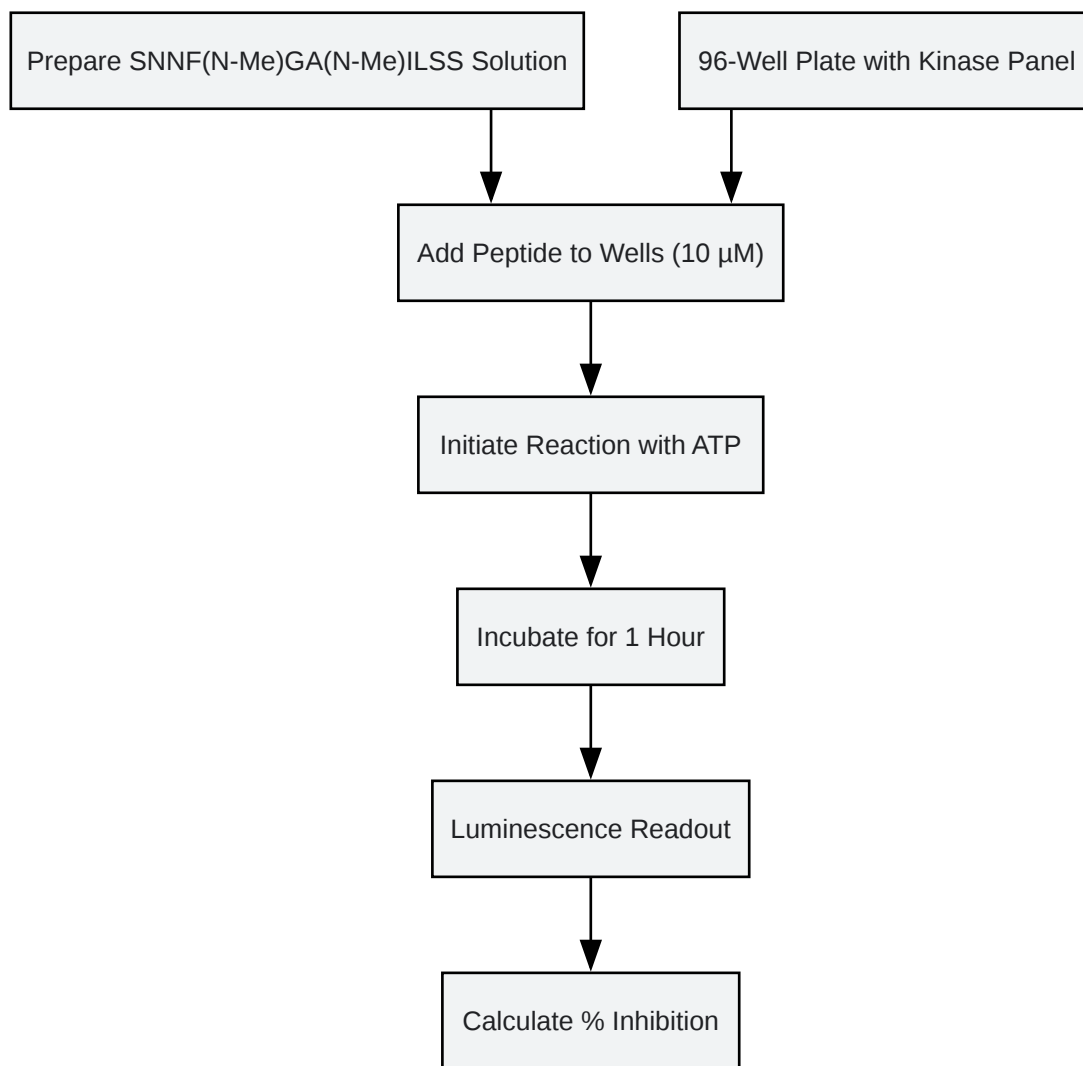 Prepare SNNF(N-Me)GA(N-Me)ILSS Solution
96-Well Plate with Kinase Panel
Add Peptide to Wells (10 µM)
Initiate Reaction with ATP
Incubate for 1 Hour
Luminescence Readout
Calculate % Inhibition